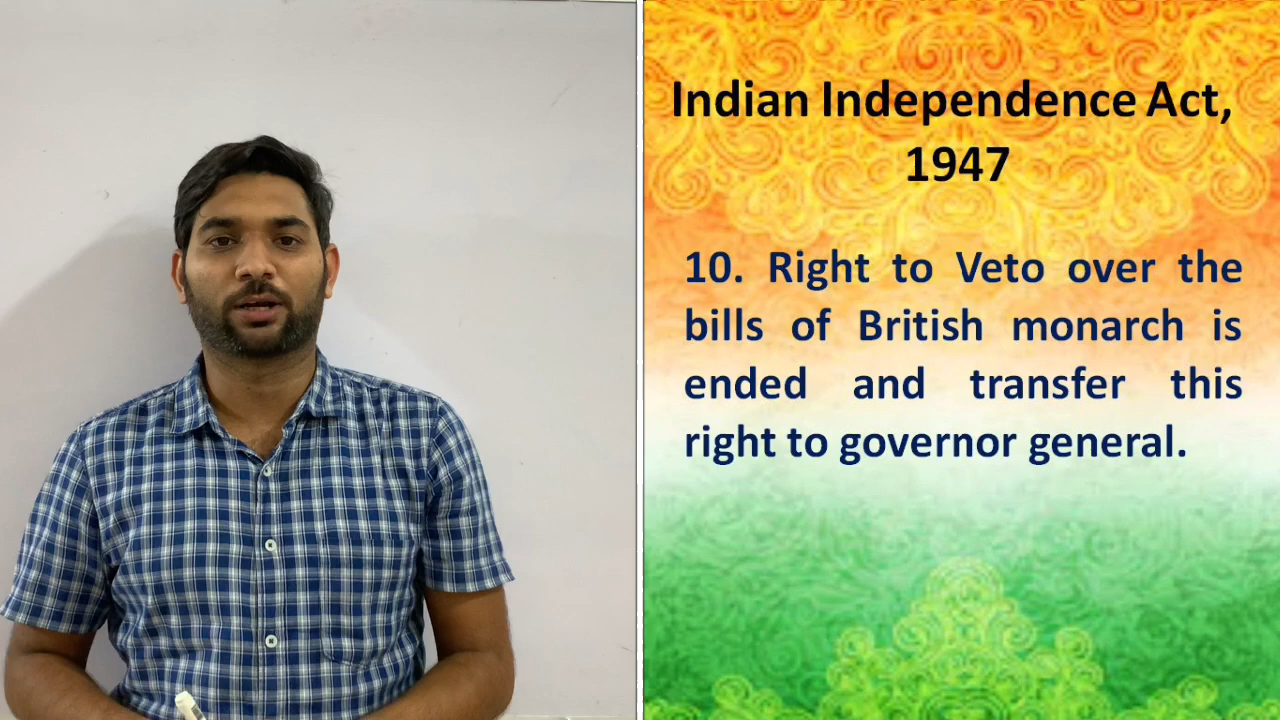 Indian Independence Act,
1947
10. Right to Veto over the
bills of British monarch is
ended and transfer this
right to governor general.